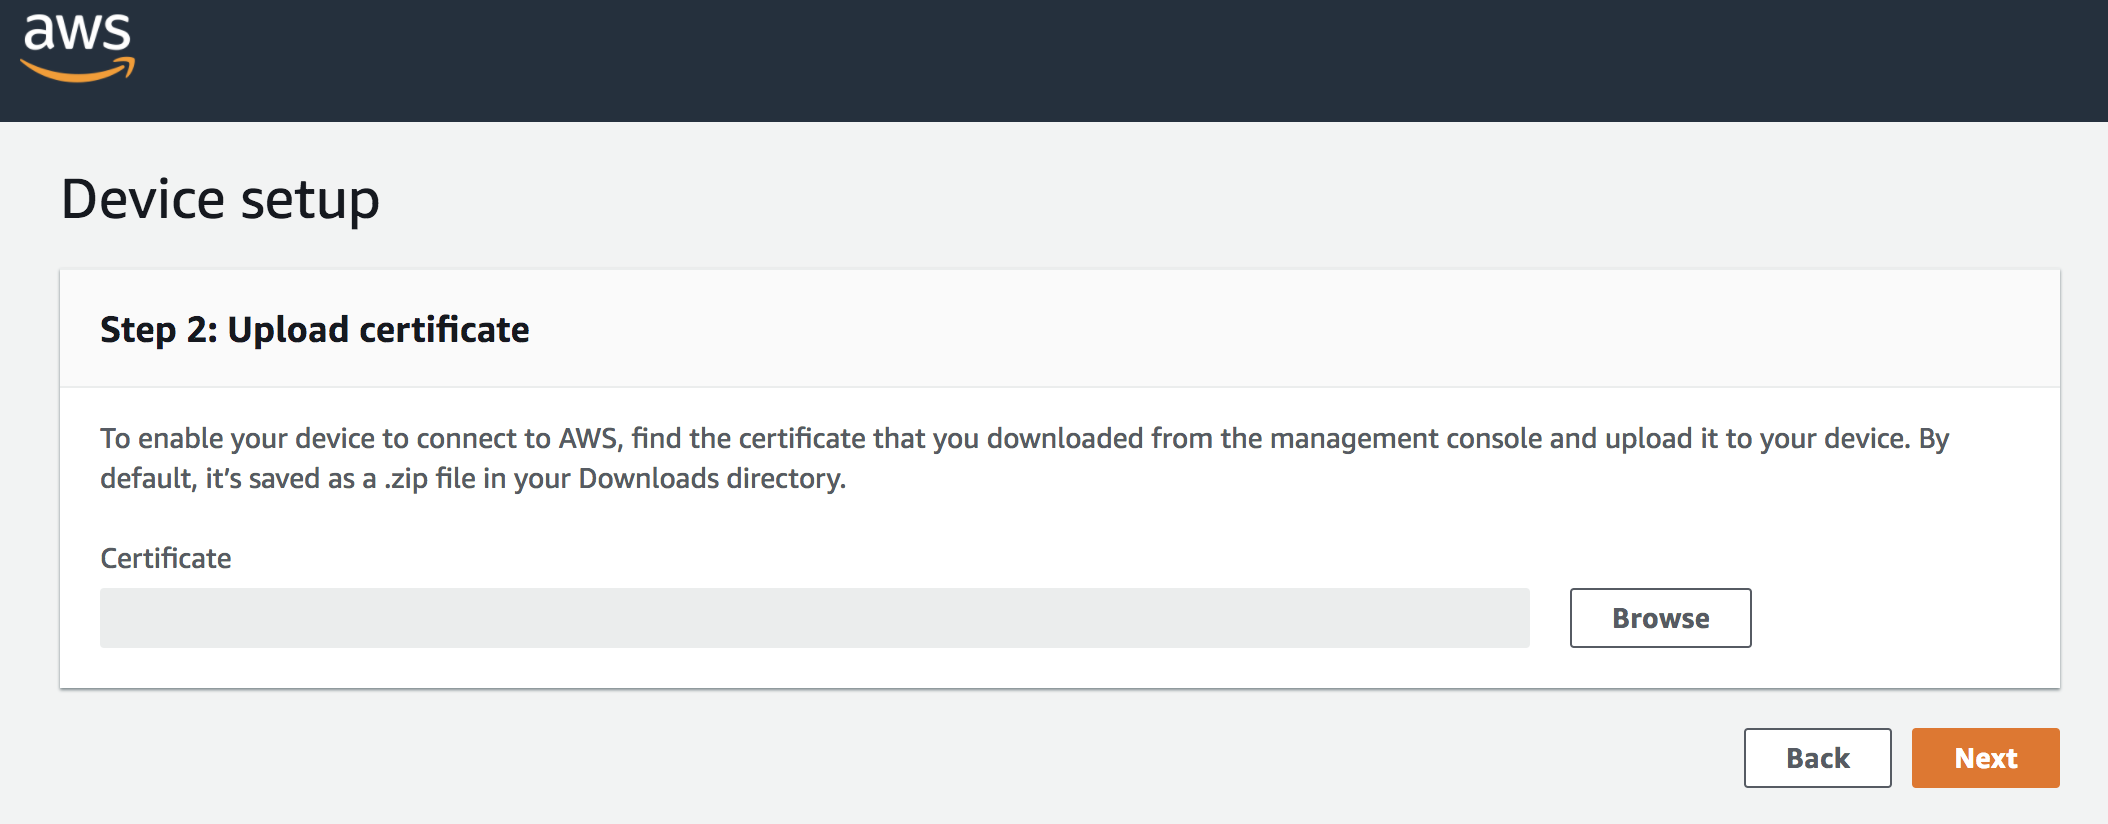 aws
Device setup
Step 2: Upload certificate
To enable your device to connect to AWS, find the certificate that you downloaded from the management console and upload it to your device. By
default, it’s saved as a .zip file in your Downloads directory.
Certificate
Browse
Back
Next